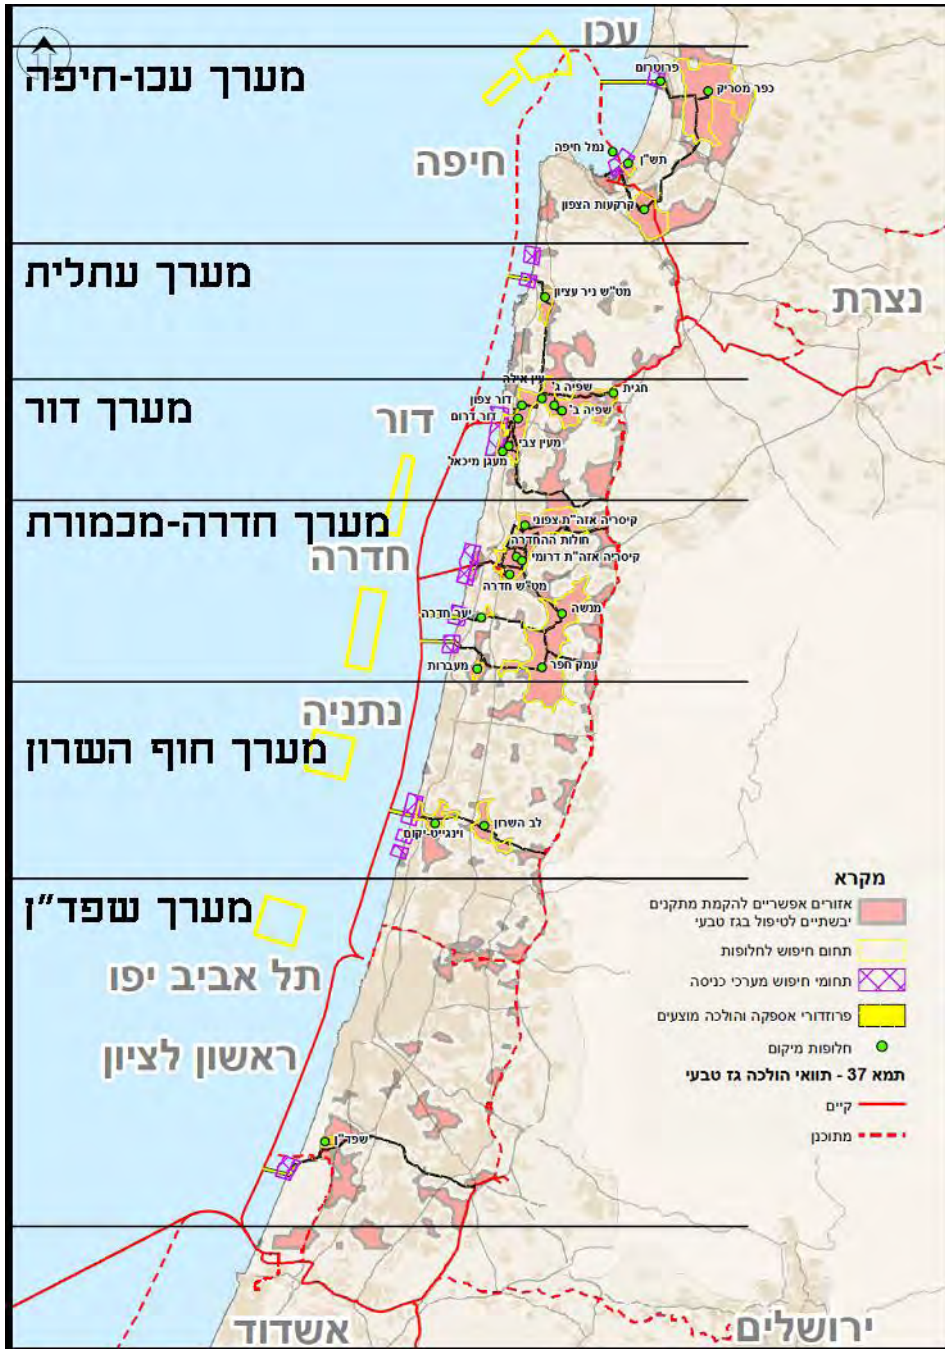 עכו
מערך עכו-חיפה
פרוטרום
כפר מסריק
חיפה
נמל חיפה
תש"ן
קרקעות הצפון
מערך עתלית
מט"ש ניר עציון
נצרת
מערך דור
עין אילה
שפיה ג'
חגית
דור צפון
שפיה ב'
דור
דור דרום
מעין צבי
מעגן מיכאל
מערך חדרה-מכמורת
קיסריה אזה"ת צפוני
חולות החדרה
חדרה
קיסריה אזה"ת דרומי
מט"ש חדרה
מנשה
יער חדרה
עמק חפר
מעברות
נתניה
מערך חוף השרון
וינגייט-יקום
לב השרון
מערך שפד"ן
תל אביב יפו
ראשון לציון
שפד"ן
אשדוד
ירושלים
מקרא
אזורים אפשריים להקמת מתקנים
יבשתיים לטיפול בגז טבעי
תחום חיפוש לחלופות
תחומי חיפוש מערכי כניסה
פרוזדורי אספקה והולכה מוצעים
חלופות מיקום
תמא 37 - תוואי הולכה גז טבעי
קיים
מתוכנן